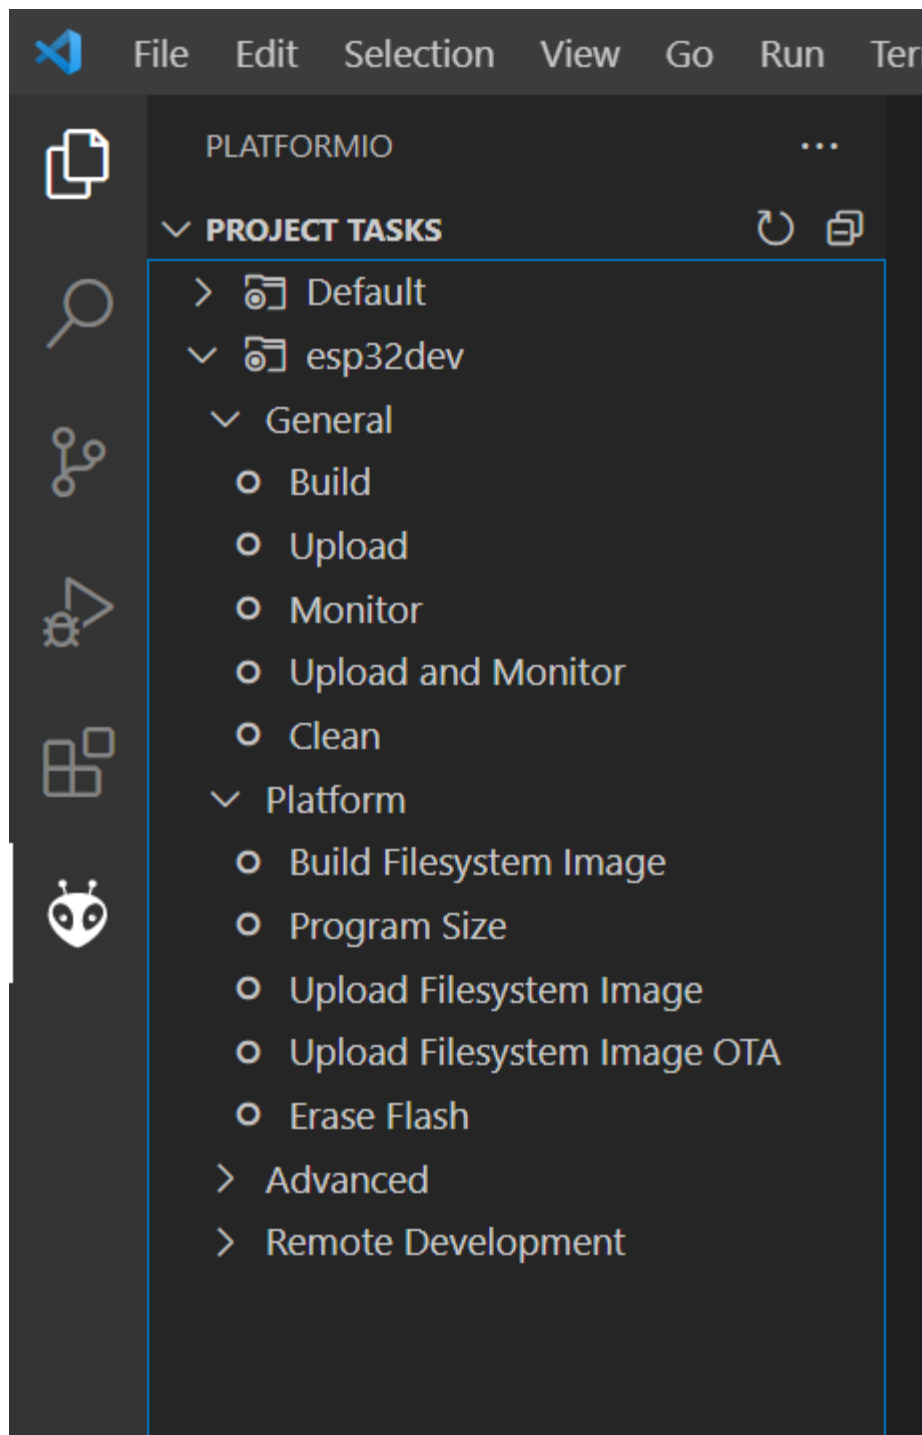 File Edit Selection View Go Run Ter
PLATFORMIO
PROJECT TASKS
Default
esp32dev
General
Build
Upload
Monitor
Upload and Monitor
Clean
Platform
Build Filesystem Image
Program Size
Upload Filesystem Image
Upload Filesystem Image OTA
Erase Flash
Advanced
Remote Development